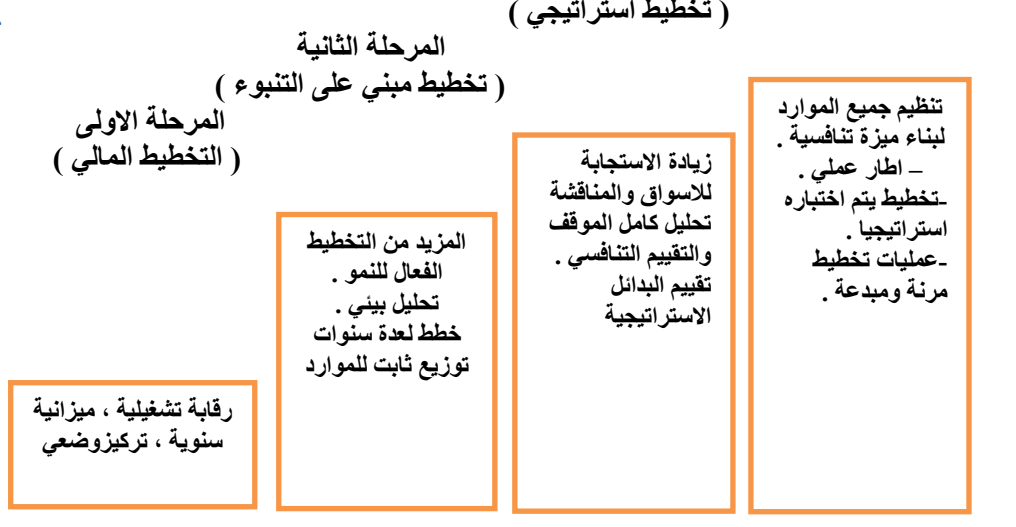 ( تخطيط استراتيجي )
المرحلة الثانية
( تخطيط مبني على التنبوء )
المرحلة الاولى
( التخطيط المالي )
تنظيم جميع الموارد
لبناء ميزة تنافسية .
– اطار عملي .
-تخطيط يتم اختباره
استراتيجيا .
-عمليات تخطيط
مرنة ومبدعة .
زيادة الاستجابة
للاسواق والمناقشة
تحليل كامل الموقف
والتقييم التنافسي .
تقييم البدائل
الاستراتيجية
المزيد من التخطيط
الفعال للنمو .
تحليل بيئي .
خطط لعدة سنوات
توزيع ثابت للموارد
رقابة تشغيلية ، ميزانية
سنوية ، تركيزوضعي